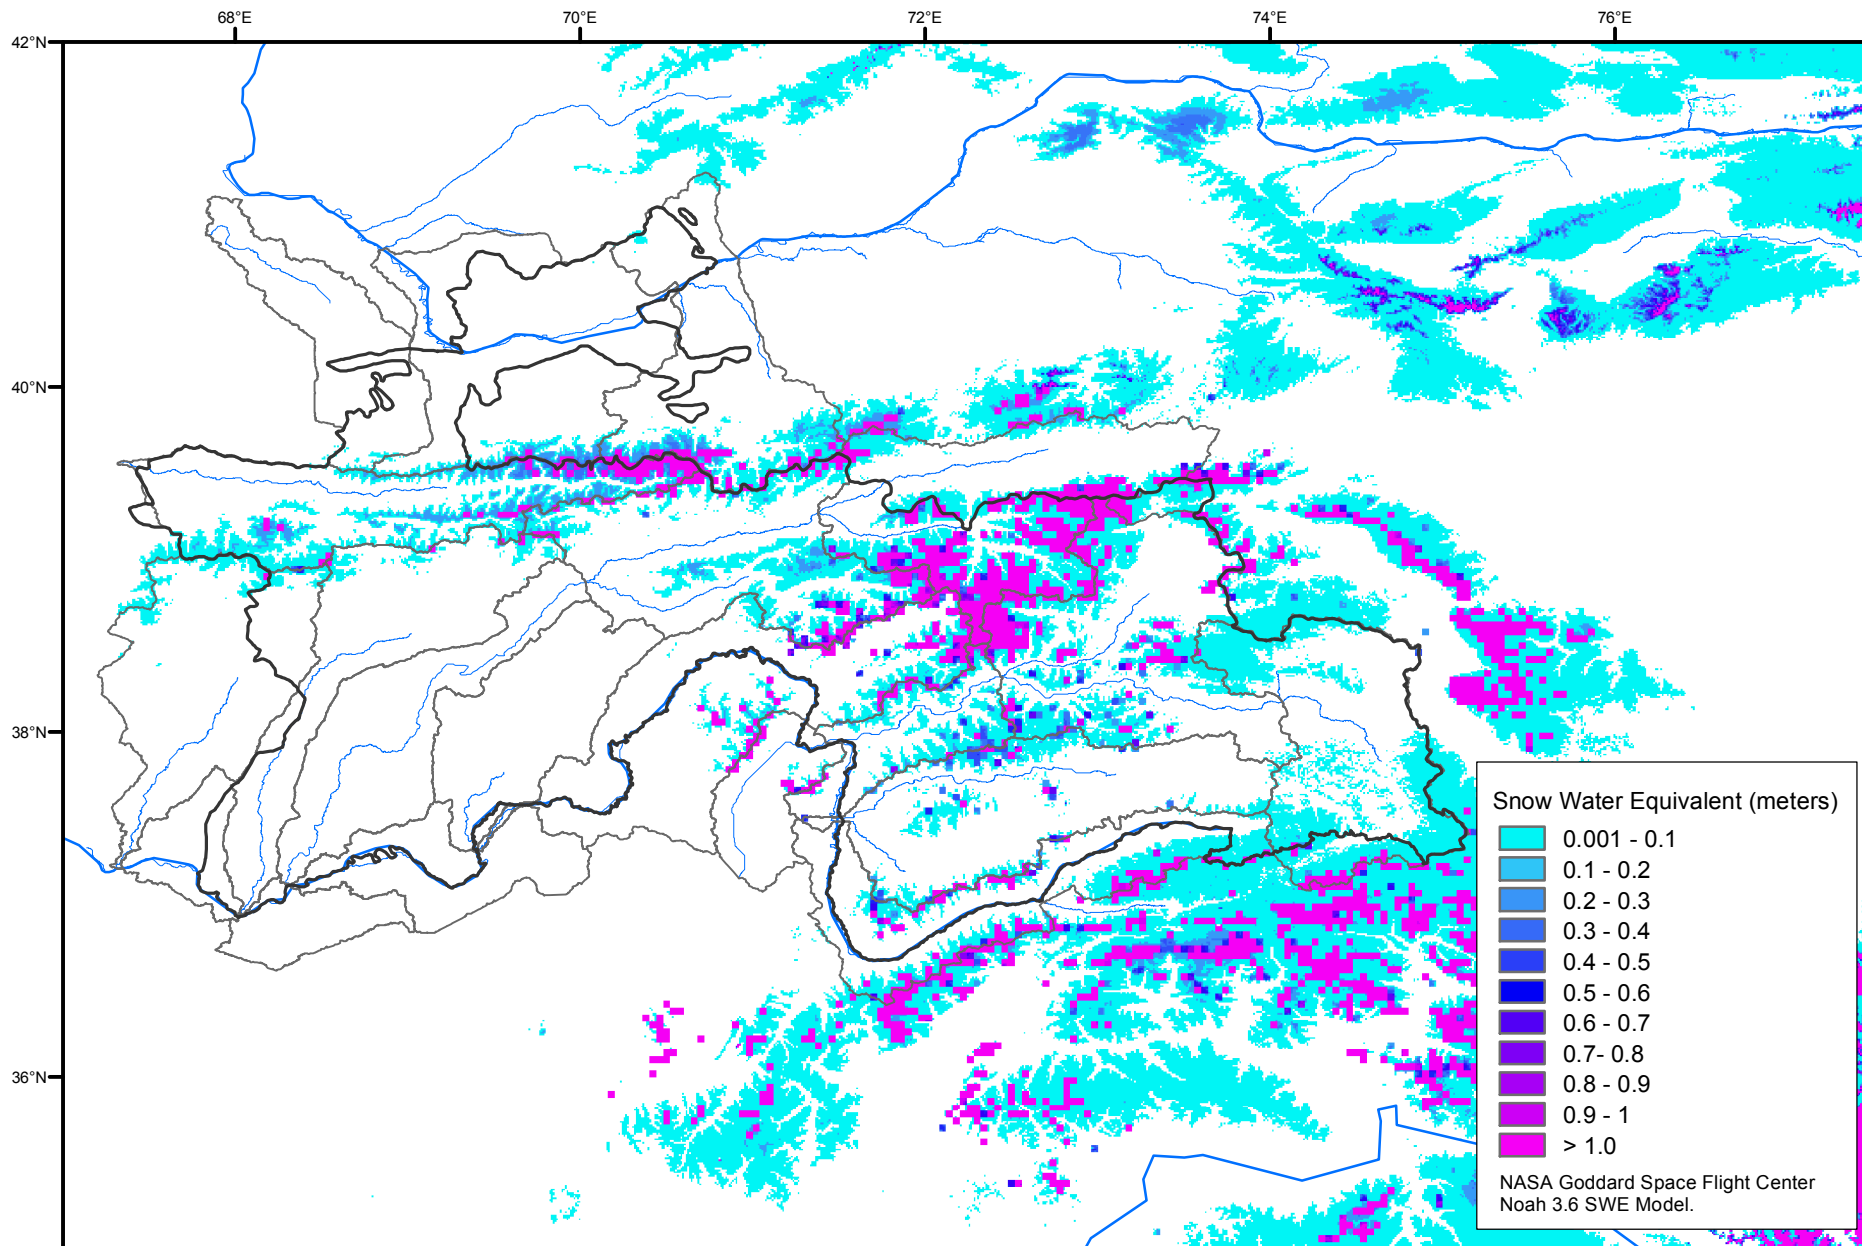 68°E
70°E
72°E
74°E
76°E
42°N
40°N
38°N
36°N
Snow Water Equivalent (meters)
0.001 - 0.1
0.1 - 0.2
0.2 - 0.3
0.3 - 0.4
0.4 - 0.5
0.5 - 0.6
0.6 - 0.7
0.7- 0.8
0.8 - 0.9
0.9 - 1
> 1.0
NASA Goddard Space Flight Center
Noah 3.6 SWE Model.